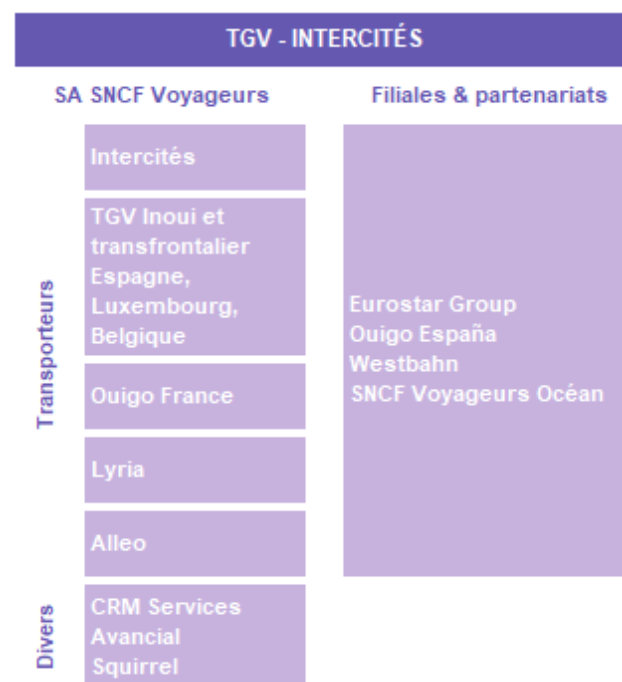 TGV - INTERCITÉS
SA SNCF Voyageurs
Filiales & partenariats
Transporteurs
Intercités
TGV Inoui et
transfrontalier
Espagne,
Luxembourg,
Belgique
Ouigo France
Lyria
Alleo
Eurostar Group
Ouigo España
Westbahn
SNCF Voyageurs Océan
Divers
CRM Services
Avancial
Squirrel